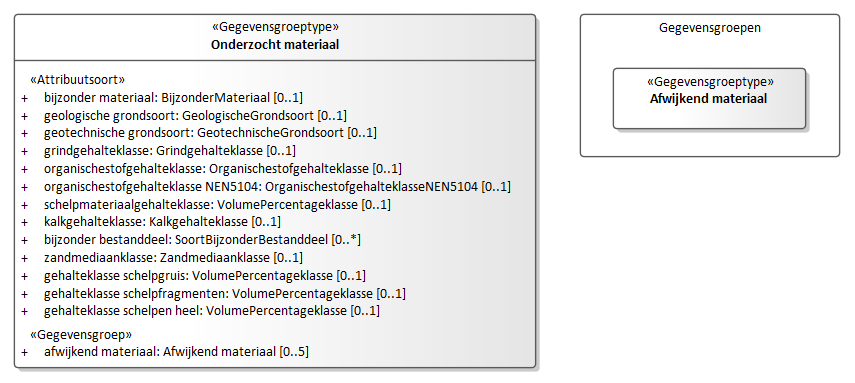 «Gegevensgroeptype»
Onderzocht materiaal
«Attribuutsoort»
+ bijzonder materiaal: BijzonderMateriaal [0..1]
+ geologische grondsoort: GeologischeGrondsoort [0..1]
+ geotechnische grondsoort: GeotechnischeGrondsoort [0..1]
+ grindgehalteklasse: Grindgehalteklasse [0..1]
+ organischestofgehalteklasse: Organischestofgehalteklasse [0..1]
+ organischestofgehalteklasse NEN5104: OrganischestofgehalteklasseNEN5104 [0..1]
+ schelpmateriaalgehalteklasse: VolumePercentageklasse [0..1]
+ kalkgehalteklasse: Kalkgehalteklasse [0..1]
+ bijzonder bestanddeel: SoortBijzonderBestanddeel [0..*]
+ zandmediaanklasse: Zandmediaanklasse [0..1]
+ gehalteklasse schelpgruis: VolumePercentageklasse [0..1]
+ gehalteklasse schelpfragmenten: VolumePercentageklasse [0..1]
+ gehalteklasse schelpen heel: VolumePercentageklasse [0..1]
«Gegevensgroep»
+ afwijkend materiaal: Afwijkend materiaal [0..5]
Gegevensgroepen
«Gegevensgroeptype»
Afwijkend materiaal